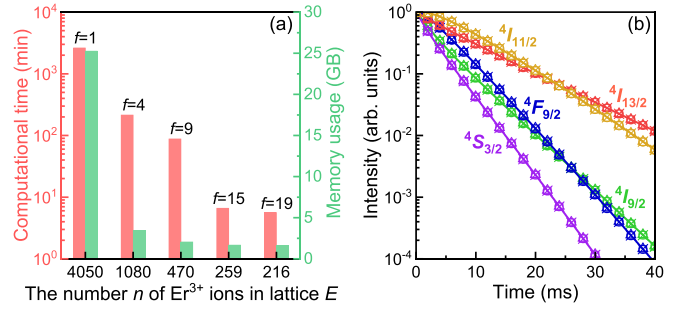 (a)
Computational time (min)
10⁴
10³
10²
10¹
10⁰
f=1
f=4
f=9
f=15
f=19
30
25
20
15
10
5
0
Memory usage (GB)
4050 1080 470 259 216
The number n of Er³⁺ ions in lattice E
(b)
Intensity (arb. units)
10⁰
10⁻¹
10⁻²
10⁻³
10⁻⁴
⁴I₁₁/₂
⁴I₁₃/₂
⁴F₉/₂
⁴S₃/₂
⁴I₉/₂
0 10 20 30 40
Time (ms)